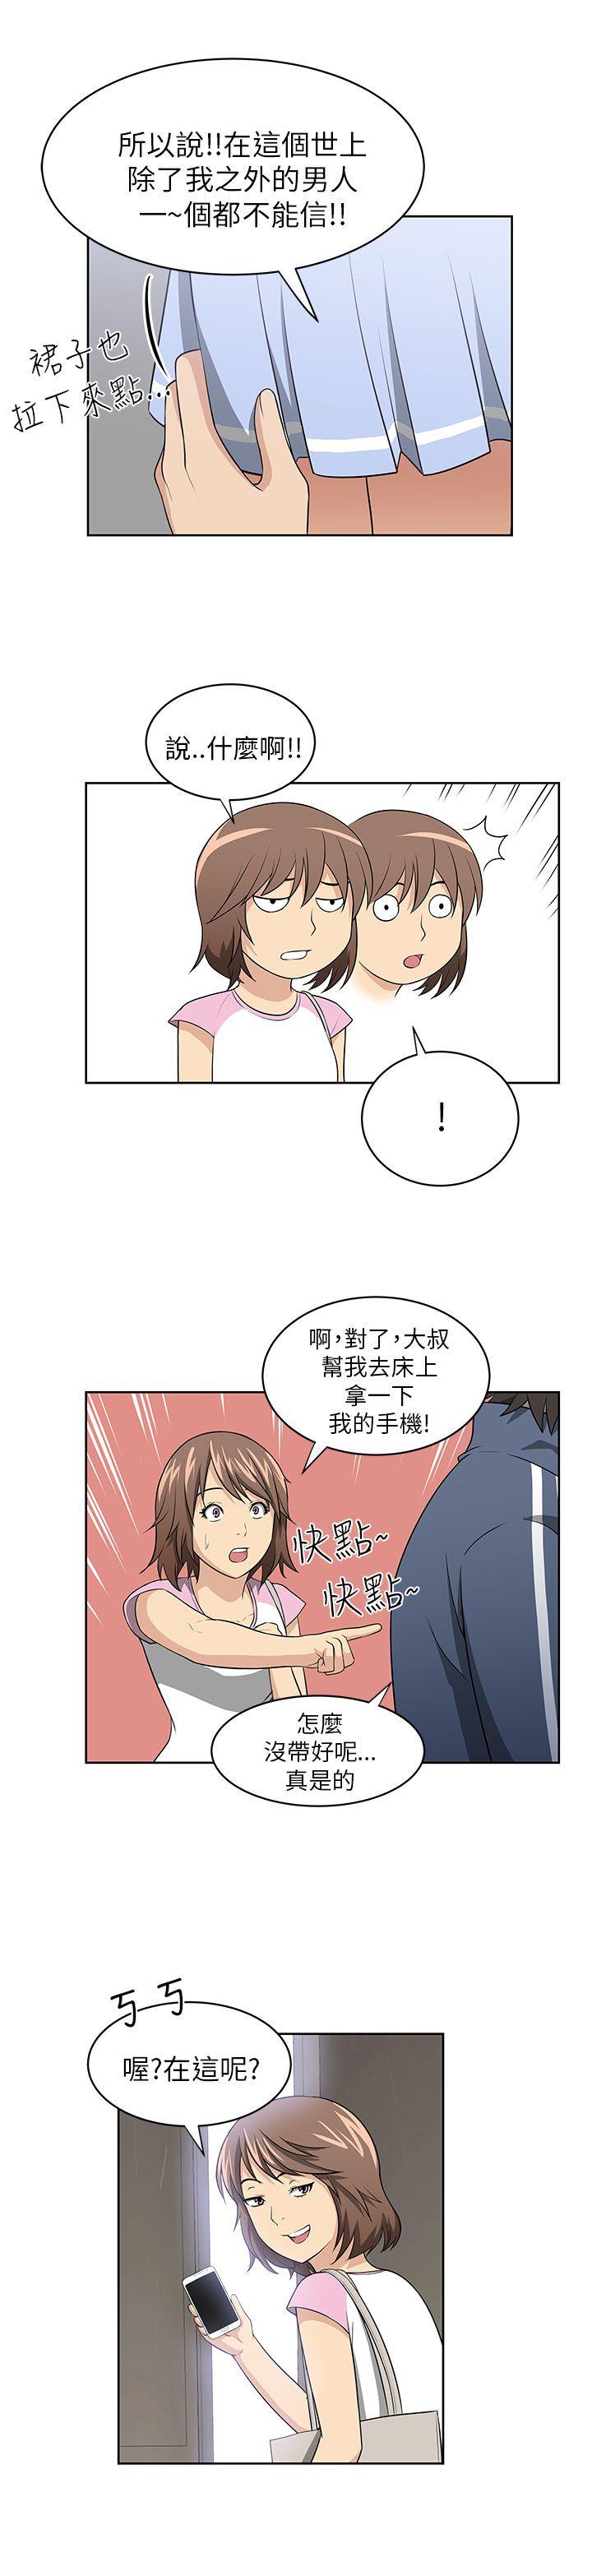 所以說!!在這個世上
除了我之外的男人
一~個都不能信!!
裙子也
拉下來點...
說..什麼啊!!
!
啊,對了,大叔
幫我去床上
拿一下
我的手機!
快點~
快點~
怎麼
沒帶好呢...
真是的
ㄎㄎ
喔?在這呢?